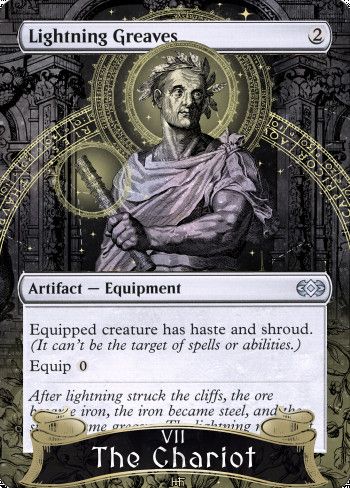 Lightning Greaves 2
Artifact — Equipment
Equipped creature has haste and shroud.
(It can't be the target of spells or abilities.)
Equip 0
After lightning struck the cliffs, the ore
iron, the iron became steel, and the
lightning
VII
The Chariot